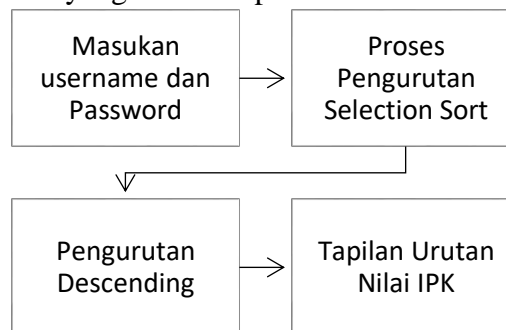 Masukan
username dan
Password
Proses
Pengurutan
Selection Sort
Pengurutan
Descending
Tapilan Urutan
Nilai IPK